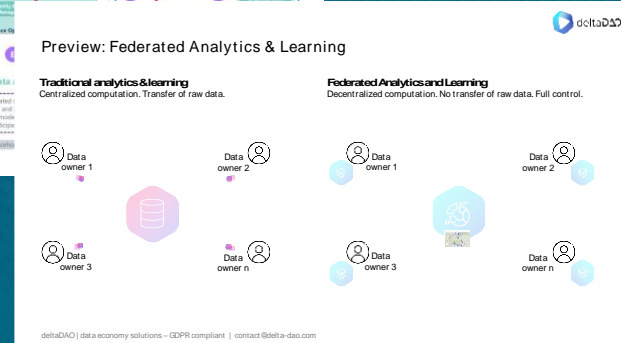 deltaDAO
Preview: Federated Analytics & Learning
Traditional analytics & learning
Centralized computation. Transfer of raw data.
Federated Analytics and Learning
Decentralized computation. No transfer of raw data. Full control.
Data
owner 1
Data
owner 2
Data
owner 3
Data
owner n
Data
owner 1
Data
owner 2
Data
owner 3
Data
owner n
deltaDAO | data economy solutions – GDPR compliant | contact@delta-dao.com